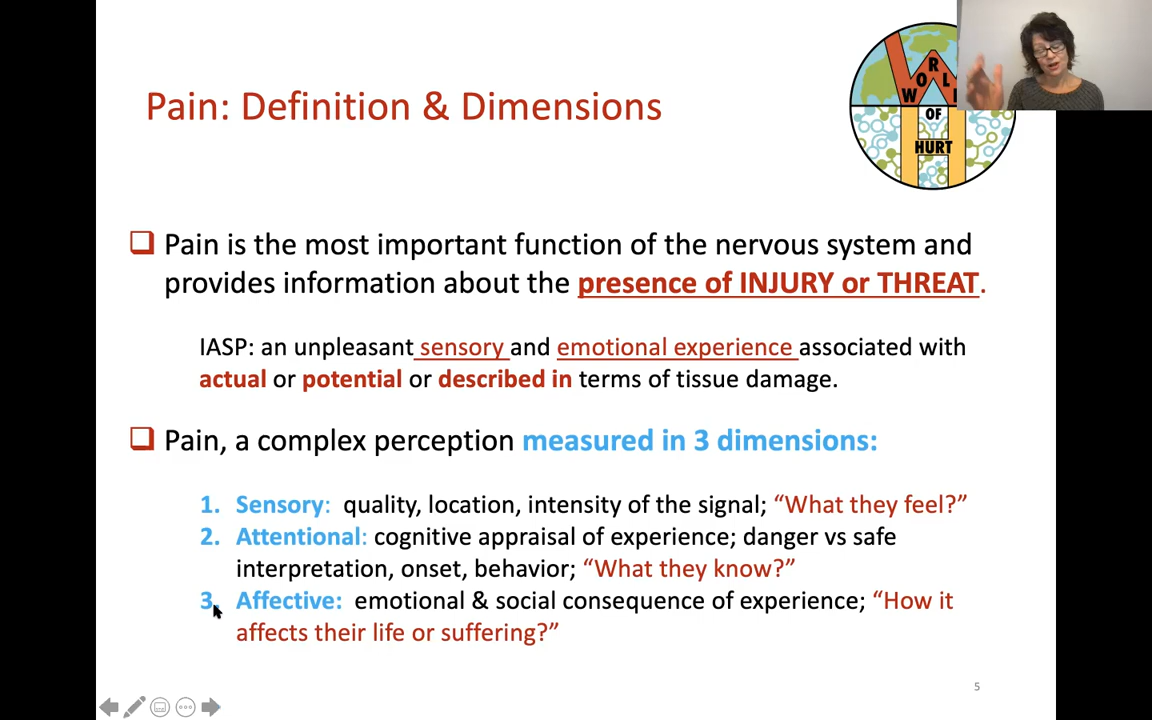 Pain: Definition & Dimensions
WORL
OF
HURT
❑ Pain is the most important function of the nervous system and
provides information about the presence of INJURY or THREAT.
IASP: an unpleasant sensory and emotional experience associated with
actual or potential or described in terms of tissue damage.
❑ Pain, a complex perception measured in 3 dimensions:
1. Sensory: quality, location, intensity of the signal; “What they feel?”
2. Attentional: cognitive appraisal of experience; danger vs safe
interpretation, onset, behavior; “What they know?”
3. Affective: emotional & social consequence of experience; “How it
affects their life or suffering?”
5